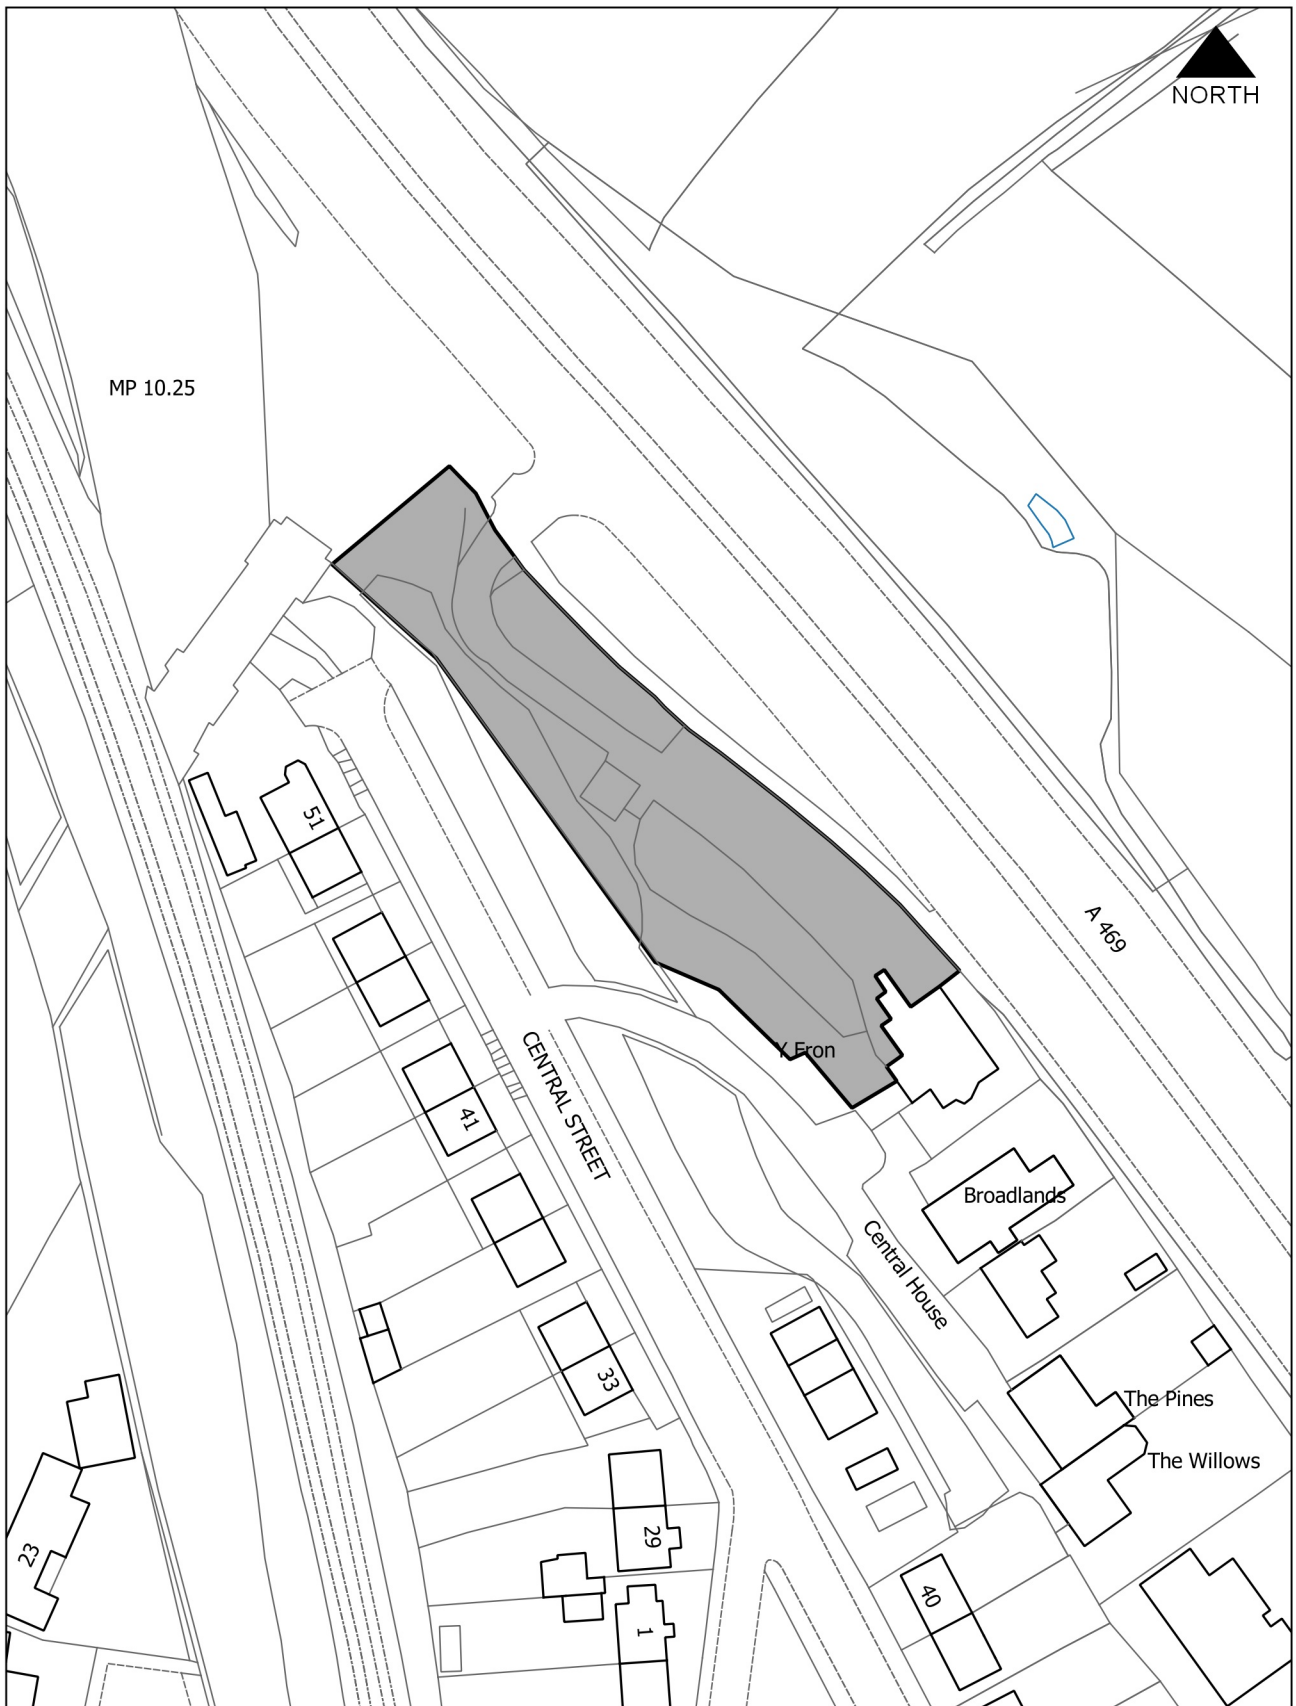 NORTH
MP 10.25
51
A 469
Y Fron
CENTRAL STREET
41
Broadlands
Central House
33
The Pines
The Willows
29
23
40
1